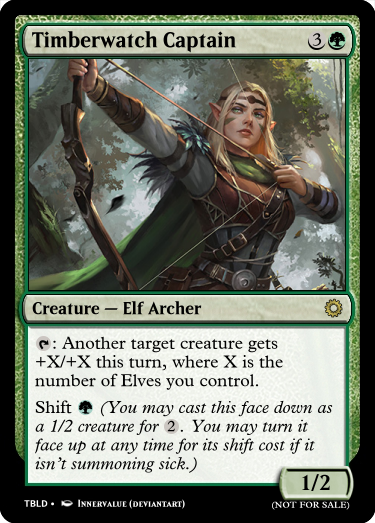 Timberwatch Captain 3
Creature — Elf Archer
: Another target creature gets
+X/+X this turn, where X is the
number of Elves you control.
Shift (You may cast this face down as
a 1/2 creature for 2. You may turn it
face up at any time for its shift cost if it
isn't summoning sick.)
1/2
TBLD • Innervalue (deviantart)
(NOT FOR SALE)